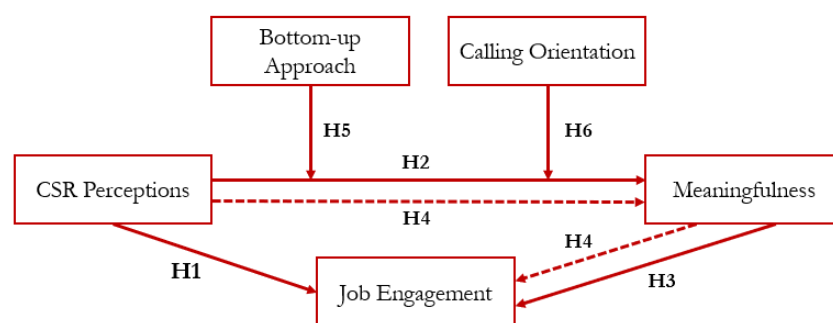 Bottom-up
Approach
Calling Orientation
H5
H6
H2
CSR Perceptions
Meaningfulness
H4
H4
H1
H3
Job Engagement